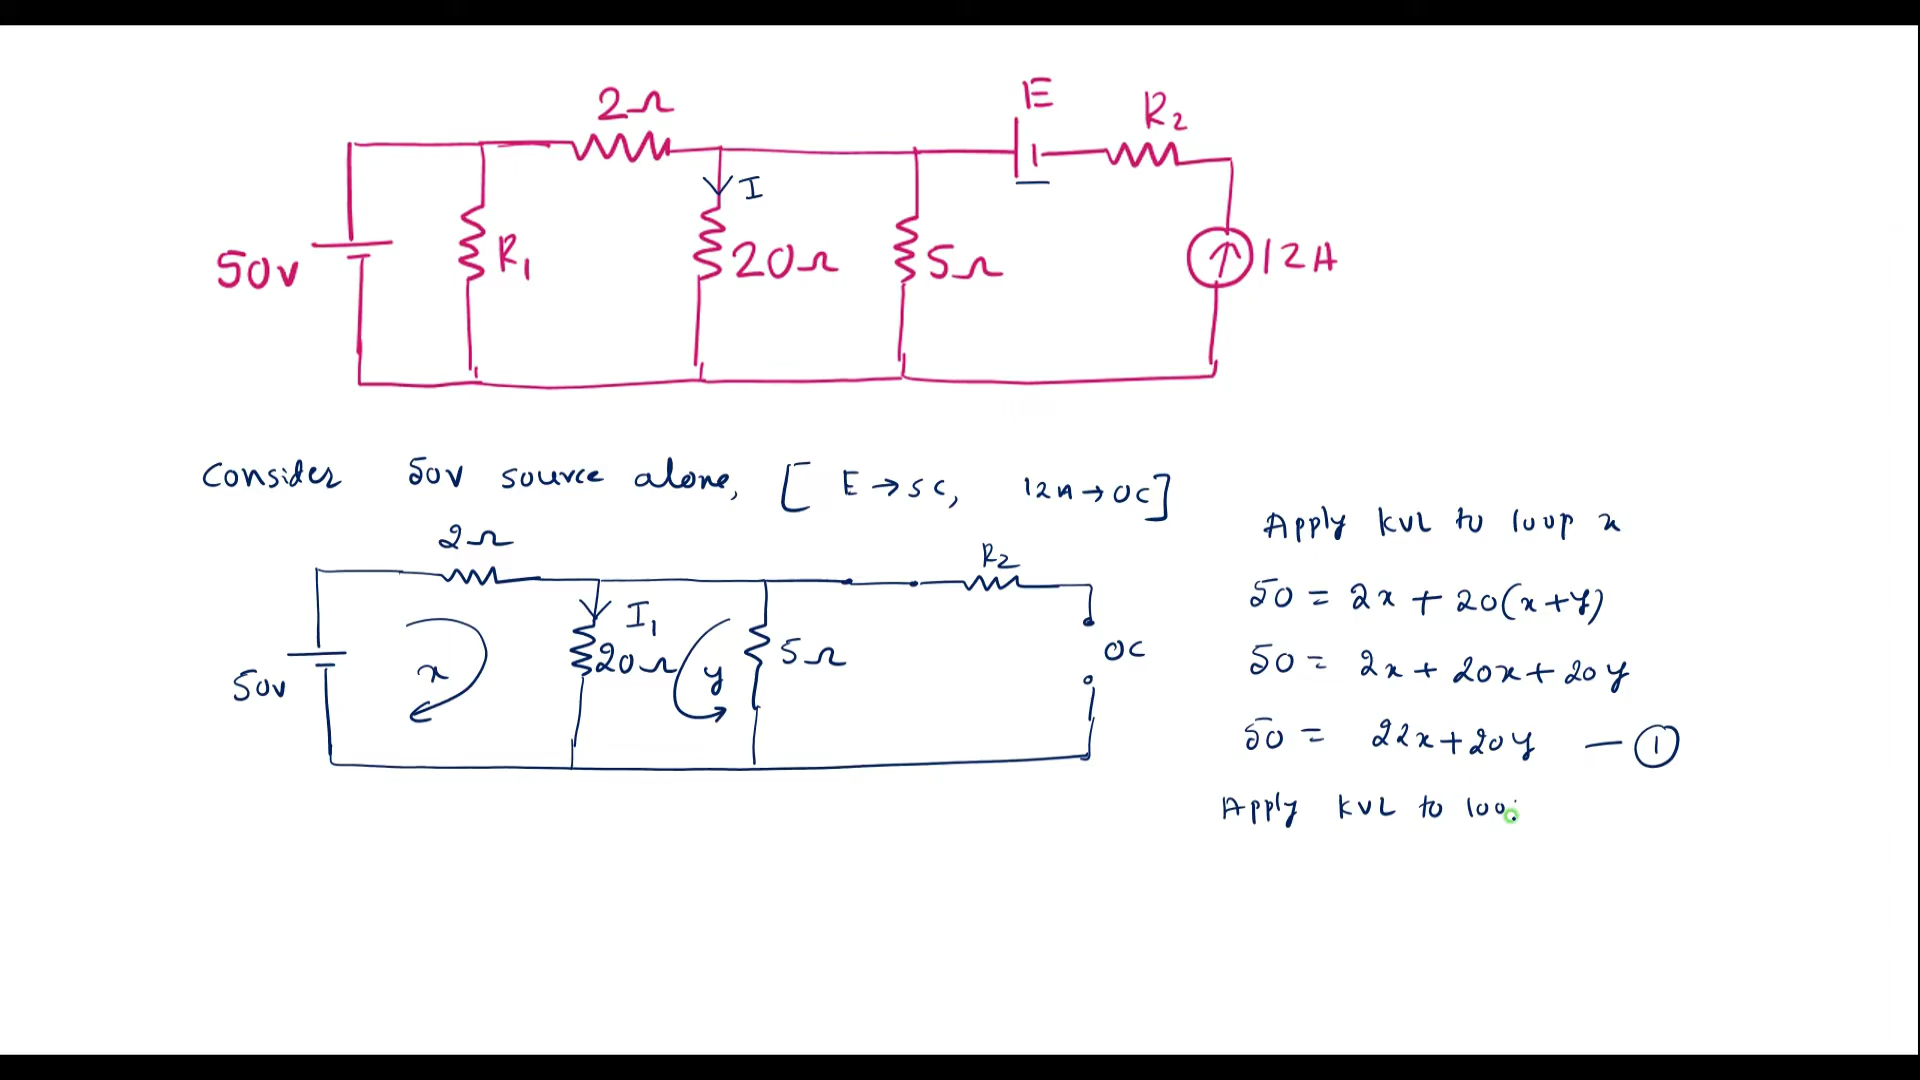 2Ω
E
R2
I
50v
R1
20Ω
5Ω
12A
Consider 50v source alone, [ E → SC, 12A → OC]
2Ω
R2
I1
50v
x
20Ω
y
5Ω
OC
Apply KVL to loop x
50 = 2x + 20(x+y)
50 = 2x + 20x + 20y
50 = 22x + 20y — ①
Apply KVL to loo